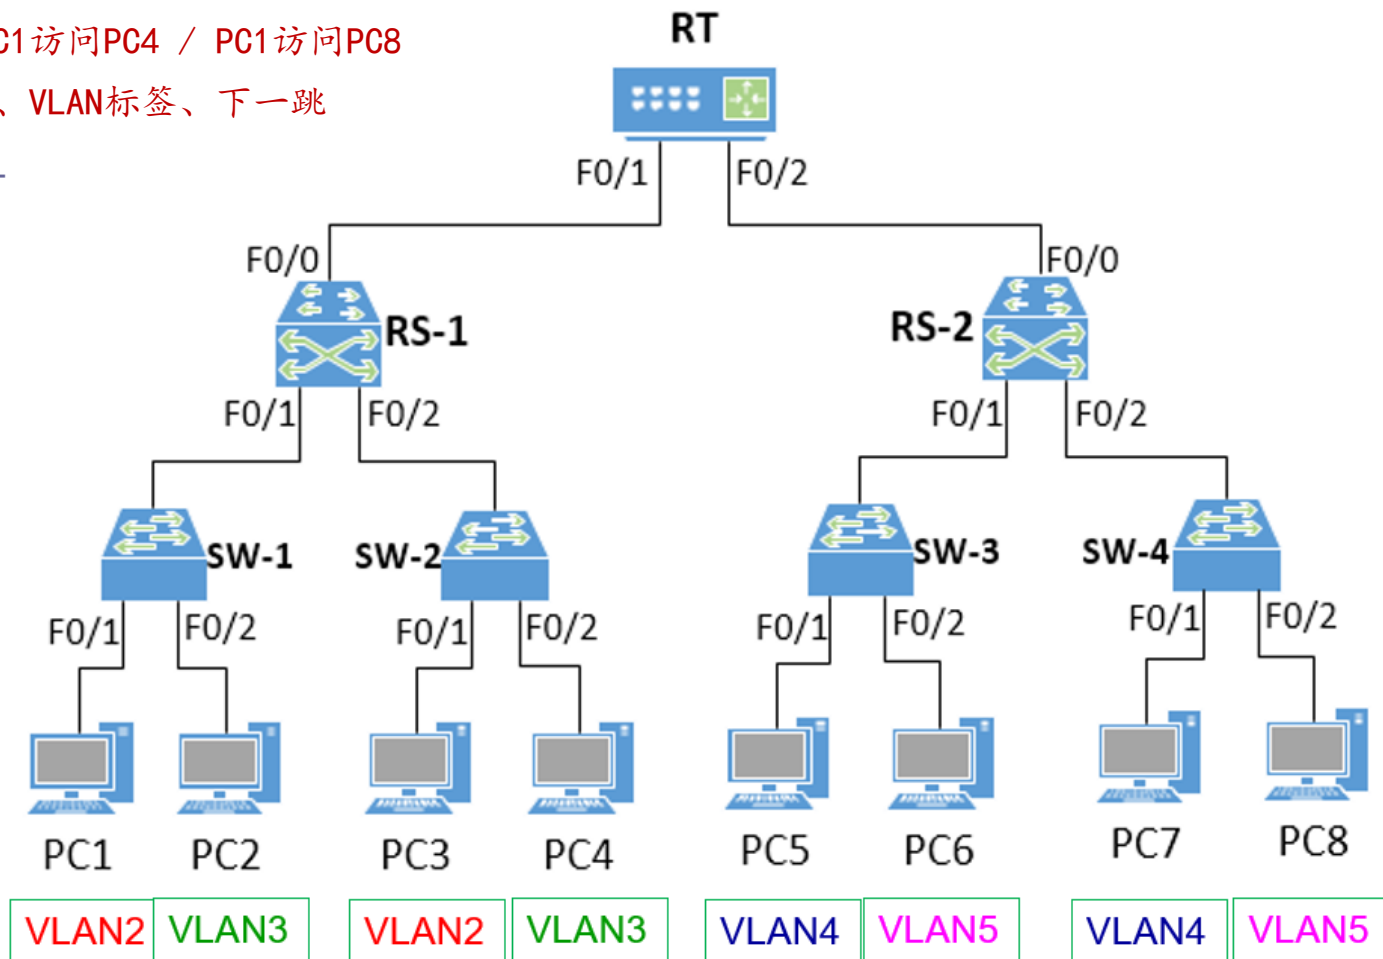 C1访问PC4 / PC1访问PC8
、VLAN标签、下一跳
RT
F0/1 F0/2
F0/0 F0/0
RS-1 RS-2
F0/1 F0/2 F0/1 F0/2
SW-1 SW-2 SW-3 SW-4
F0/1 F0/2 F0/1 F0/2 F0/1 F0/2 F0/1 F0/2
PC1 PC2 PC3 PC4 PC5 PC6 PC7 PC8
VLAN2 VLAN3 VLAN2 VLAN3 VLAN4 VLAN5 VLAN4 VLAN5